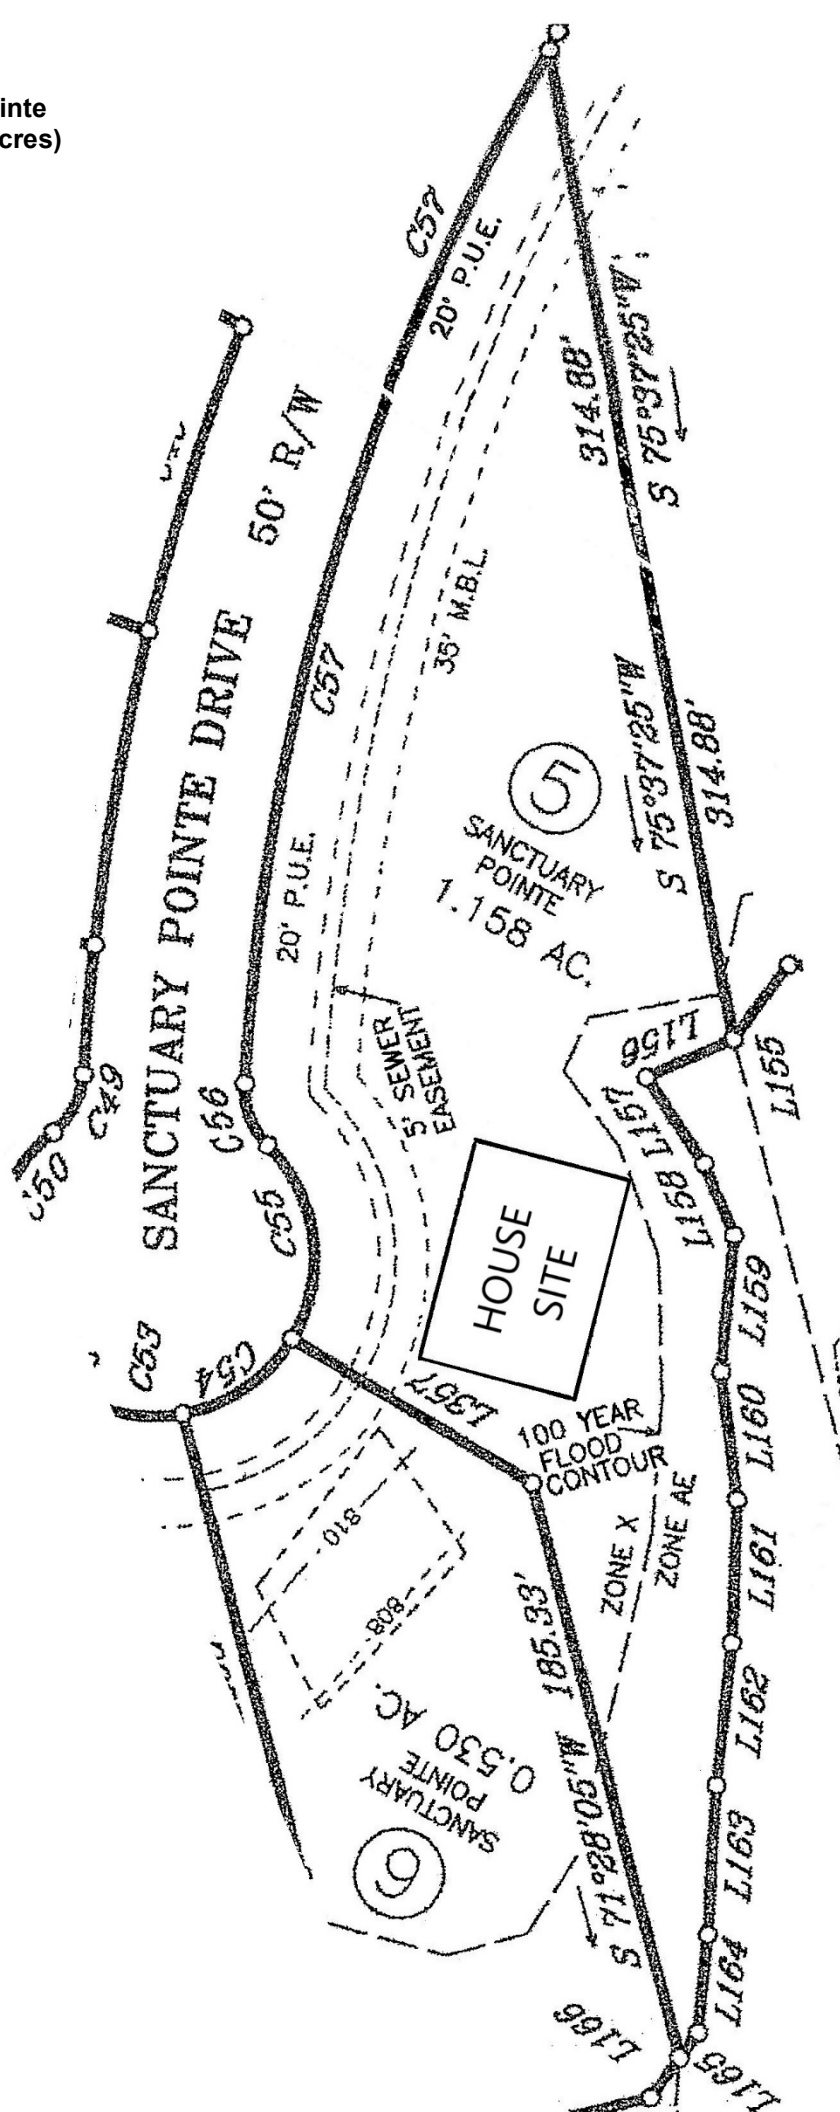 inte
cres)
C57
20' P.U.E.
314.88'
S 75°37'25"W
50' R/W
35' M.B.L.
C57
SANCTUARY POINTE DRIVE
S 75°37'25"W
314.88'
5
SANCTUARY
POINTE
1.158 AC.
20' P.U.E.
5' SEWER
EASEMENT
L156
L155
C49
C50
C56
L157
L158
C55
HOUSE
SITE
L159
C53
C54
L367
100 YEAR
FLOOD
CONTOUR
L160
810
ZONE X
ZONE AE
L161
808
185.33'
L162
0.530 AC.
SANCTUARY
POINTE
6
S 71°28'05"W
L163
L164
L166
L165
L17